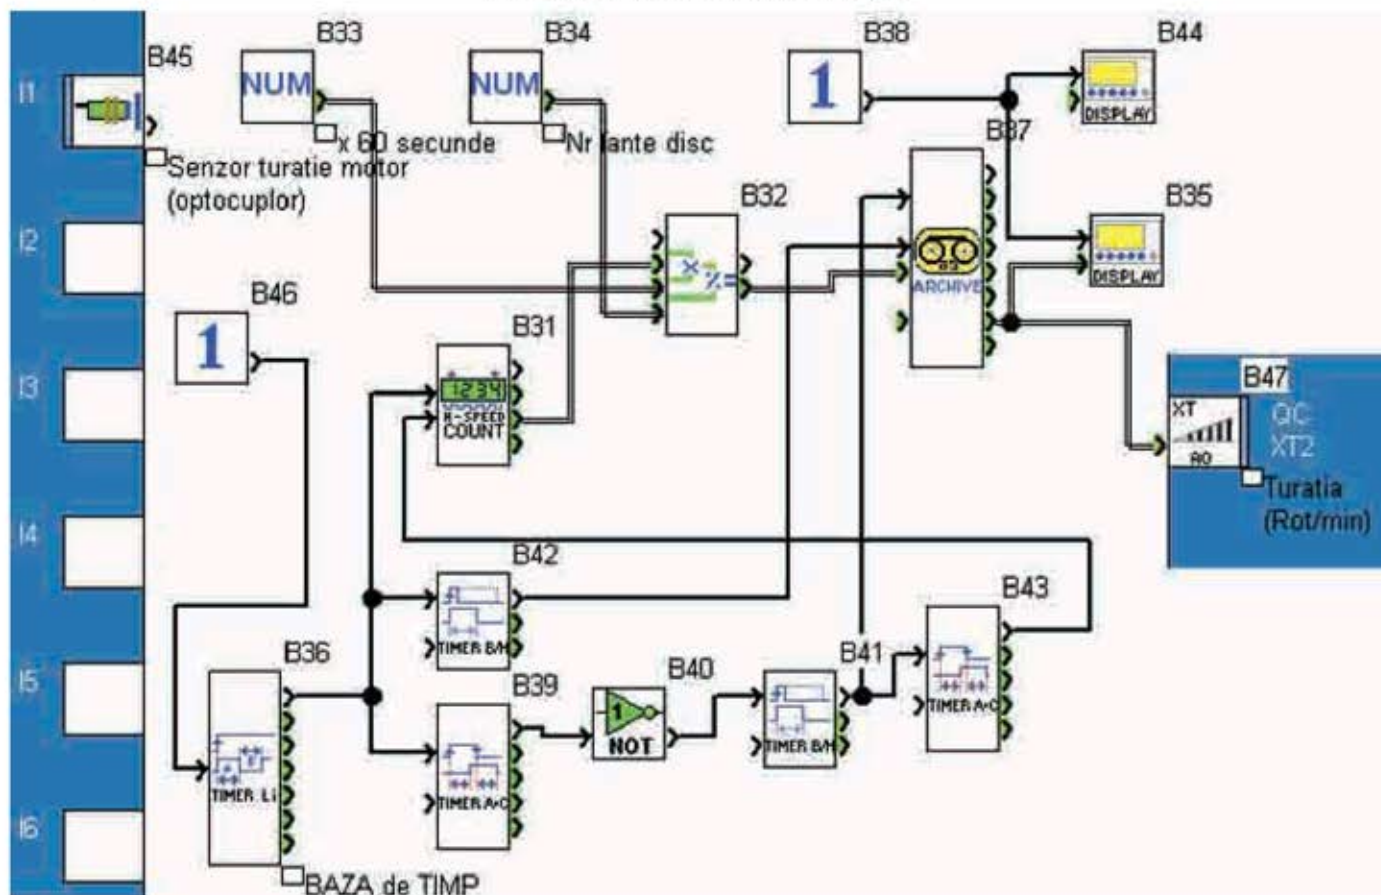 B45
B33
B34
B38
B44
I1
NUM
NUM
1
DISPLAY
x 60 secunde
Nr fante disc
B37
Senzor turatie motor
(optocuplor)
B32
B35
I2
ARCHIVE
DISPLAY
B46
B31
1
I3
1234
H-SPEED
COUNT
B47
XT
QC
XT2
AO
Turatia
(Rot/min)
I4
B42
B43
TIMER B/H
B36
B40
B41
I5
B39
1
NOT
TIMER B/H
TIMER A-C
TIMER Li
TIMER A-C
I6
BAZA de TIMP